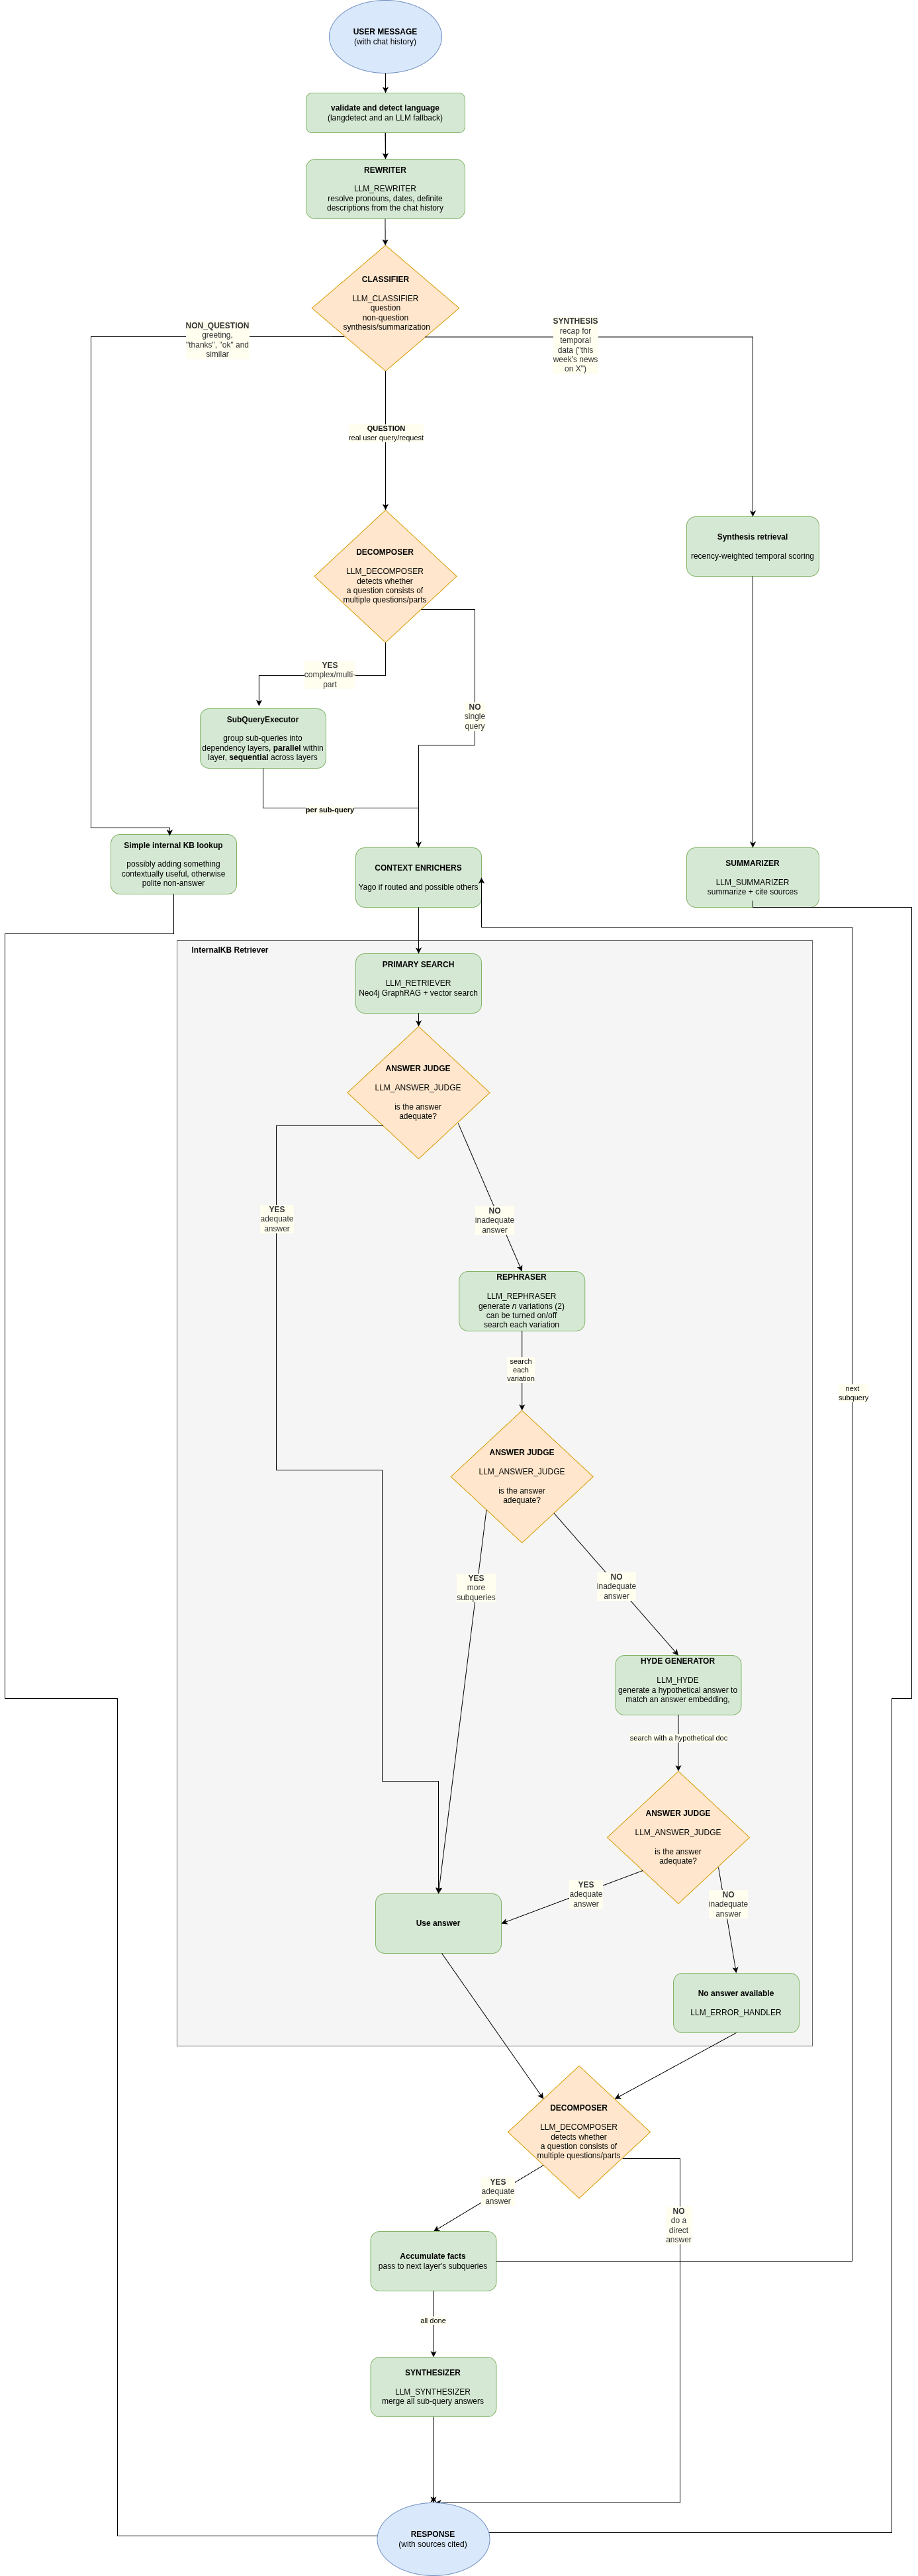 USER MESSAGE
(with chat history)
validate and detect language
(langdetect and an LLM fallback)
REWRITER
LLM_REWRITER
resolve pronouns, dates, definite
descriptions from the chat history
CLASSIFIER
LLM_CLASSIFIER
question
non-question
synthesis/summarization
NON_QUESTION
greeting,
"thanks", "ok" and
similar
SYNTHESIS
recap for
temporal
data ("this
week's news
on X")
QUESTION
real user query/request
DECOMPOSER
LLM_DECOMPOSER
detects whether
a question consists of
multiple questions/parts
Synthesis retrieval
recency-weighted temporal scoring
YES
complex/multi-
part
NO
single
query
SubQueryExecutor
group sub-queries into
dependency layers, parallel within
layer, sequential across layers
per sub-query
Simple internal KB lookup
possibly adding something
contextually useful, otherwise
polite non-answer
CONTEXT ENRICHERS
Yago if routed and possible others
SUMMARIZER
LLM_SUMMARIZER
summarize + cite sources
InternalKB Retriever
PRIMARY SEARCH
LLM_RETRIEVER
Neo4j GraphRAG + vector search
ANSWER JUDGE
LLM_ANSWER_JUDGE
is the answer
adequate?
YES
adequate
answer
NO
inadequate
answer
REPHRASER
LLM_REPHRASER
generate n variations (2)
can be turned on/off
search each variation
search
each
variation
next
subquery
ANSWER JUDGE
LLM_ANSWER_JUDGE
is the answer
adequate?
YES
more
subqueries
NO
inadequate
answer
HYDE GENERATOR
LLM_HYDE
generate a hypothetical answer to
match an answer embedding,
search with a hypothetical doc
ANSWER JUDGE
LLM_ANSWER_JUDGE
is the answer
adequate?
YES
adequate
answer
NO
inadequate
answer
Use answer
No answer available
LLM_ERROR_HANDLER
DECOMPOSER
LLM_DECOMPOSER
detects whether
a question consists of
multiple questions/parts
YES
adequate
answer
NO
do a
direct
answer
Accumulate facts
pass to next layer's subqueries
all done
SYNTHESIZER
LLM_SYNTHESIZER
merge all sub-query answers
RESPONSE
(with sources cited)